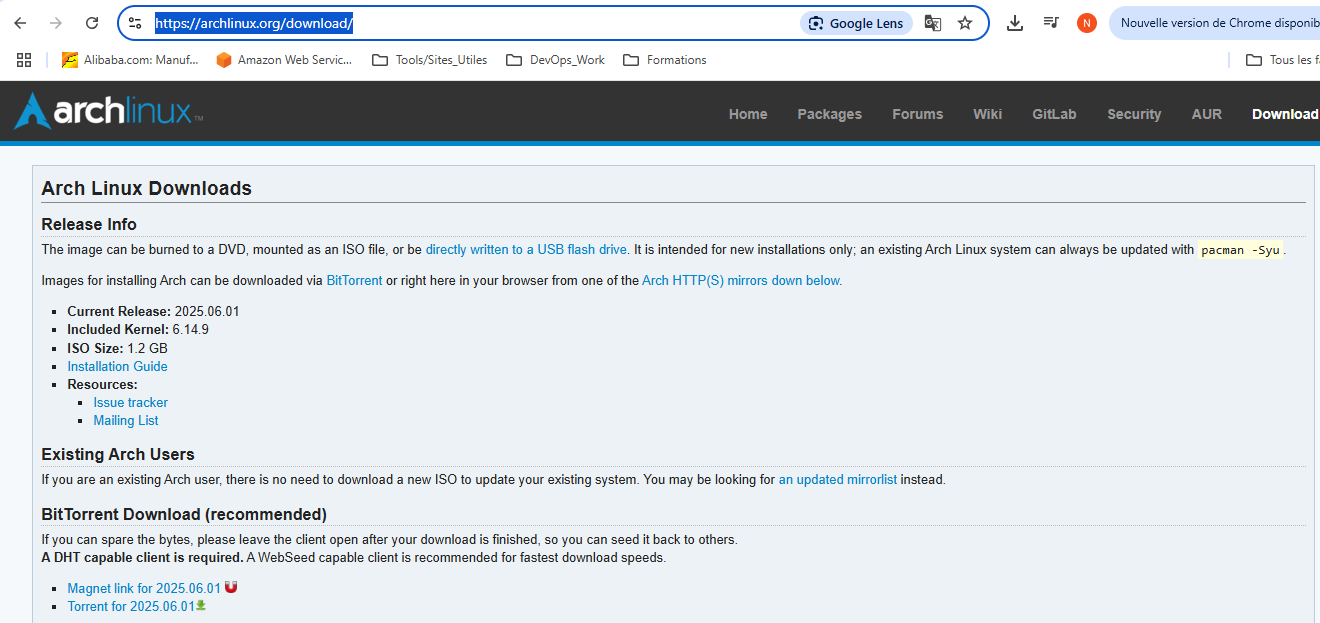 https://archlinux.org/download/
Google Lens
N
Nouvelle version de Chrome disponib
Alibaba.com: Manuf...
Amazon Web Servic...
Tools/Sites_Utiles
DevOps_Work
Formations
Tous les f
archlinux™
Home
Packages
Forums
Wiki
GitLab
Security
AUR
Download
Arch Linux Downloads
Release Info
The image can be burned to a DVD, mounted as an ISO file, or be directly written to a USB flash drive. It is intended for new installations only; an existing Arch Linux system can always be updated with pacman -Syu.
Images for installing Arch can be downloaded via BitTorrent or right here in your browser from one of the Arch HTTP(S) mirrors down below.
Current Release: 2025.06.01
Included Kernel: 6.14.9
ISO Size: 1.2 GB
Installation Guide
Resources:
Issue tracker
Mailing List
Existing Arch Users
If you are an existing Arch user, there is no need to download a new ISO to update your existing system. You may be looking for an updated mirrorlist instead.
BitTorrent Download (recommended)
If you can spare the bytes, please leave the client open after your download is finished, so you can seed it back to others.
A DHT capable client is required. A WebSeed capable client is recommended for fastest download speeds.
Magnet link for 2025.06.01
Torrent for 2025.06.01